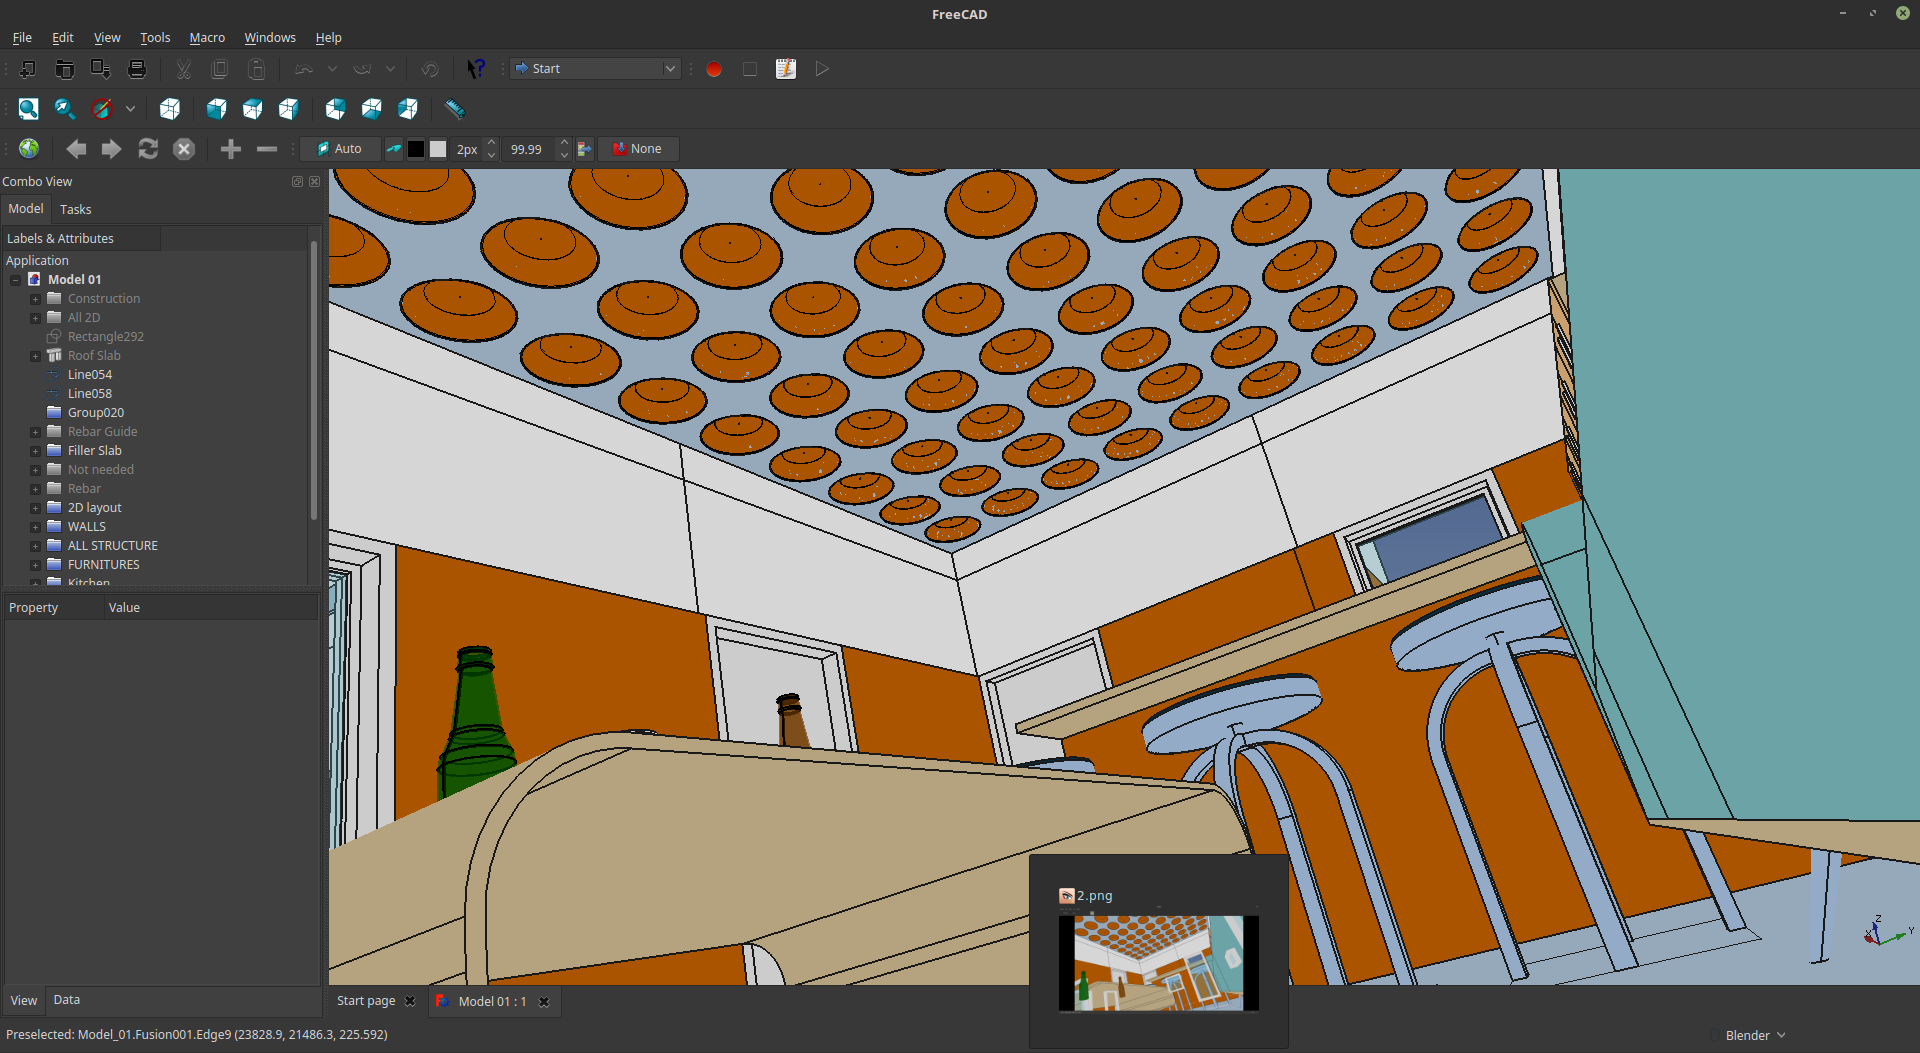 FreeCAD
File Edit View Tools Macro Windows Help
Start
Auto 2px 99.99 None
Combo View
Model Tasks
Labels & Attributes
Application
Model 01
Construction
All 2D
Rectangle292
Roof Slab
Line054
Line058
Group020
Rebar Guide
Filler Slab
Not needed
Rebar
2D layout
WALLS
ALL STRUCTURE
FURNITURES
Kitchen
Property Value
2.png
Z
Y
X
View Data
Start page Model 01 : 1
Preselected: Model_01.Fusion001.Edge9 (23828.9, 21486.3, 225.592)
Blender